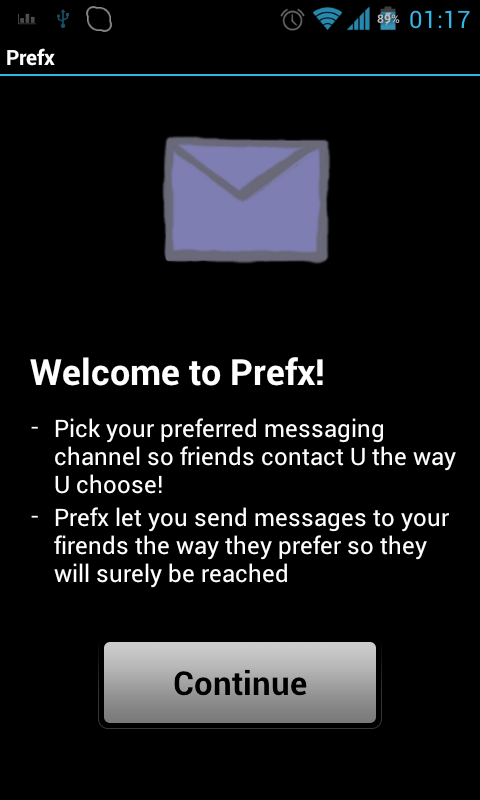 89% 01:17
Prefx
Welcome to Prefx!
- Pick your preferred messaging
channel so friends contact U the way
U choose!
- Prefx let you send messages to your
firends the way they prefer so they
will surely be reached
Continue